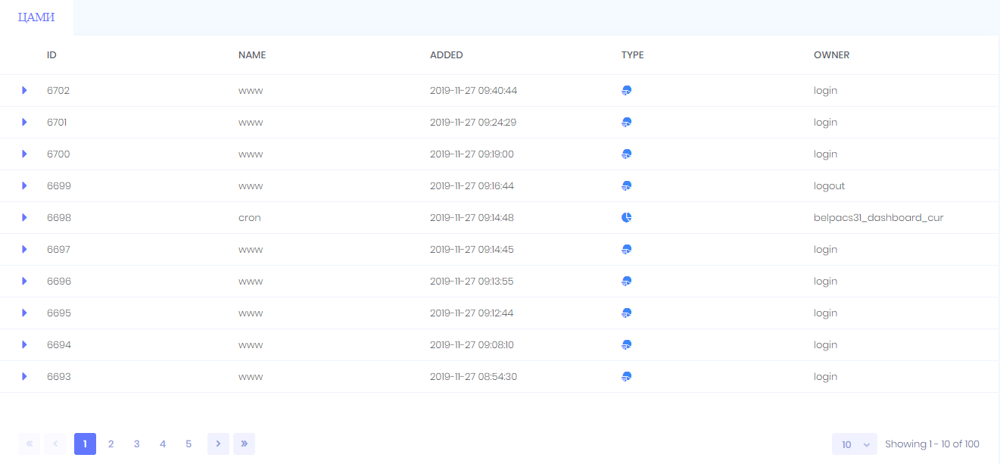 ЦАМИ
ID NAME ADDED TYPE OWNER
6702 www 2019-11-27 09:40:44 login
6701 www 2019-11-27 09:24:29 login
6700 www 2019-11-27 09:19:00 login
6699 www 2019-11-27 09:16:44 logout
6698 cron 2019-11-27 09:14:48 belpacs31_dashboard_cur
6697 www 2019-11-27 09:14:45 login
6696 www 2019-11-27 09:13:55 login
6695 www 2019-11-27 09:12:44 login
6694 www 2019-11-27 09:08:10 login
6693 www 2019-11-27 08:54:30 login
« ‹ 1 2 3 4 5 › » 10 Showing 1 - 10 of 100